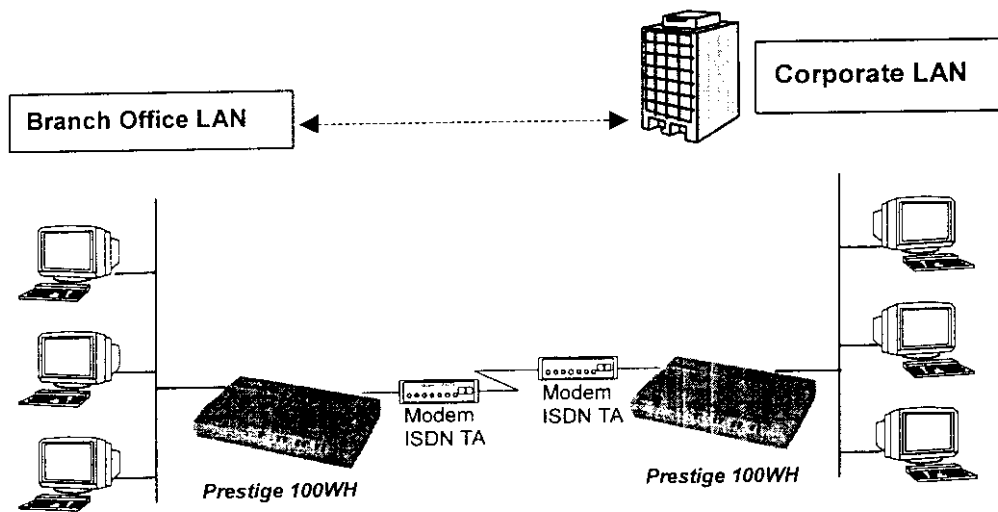 Corporate LAN
Branch Office LAN
Modem
ISDN TA
Modem
ISDN TA
Prestige 100WH
Prestige 100WH